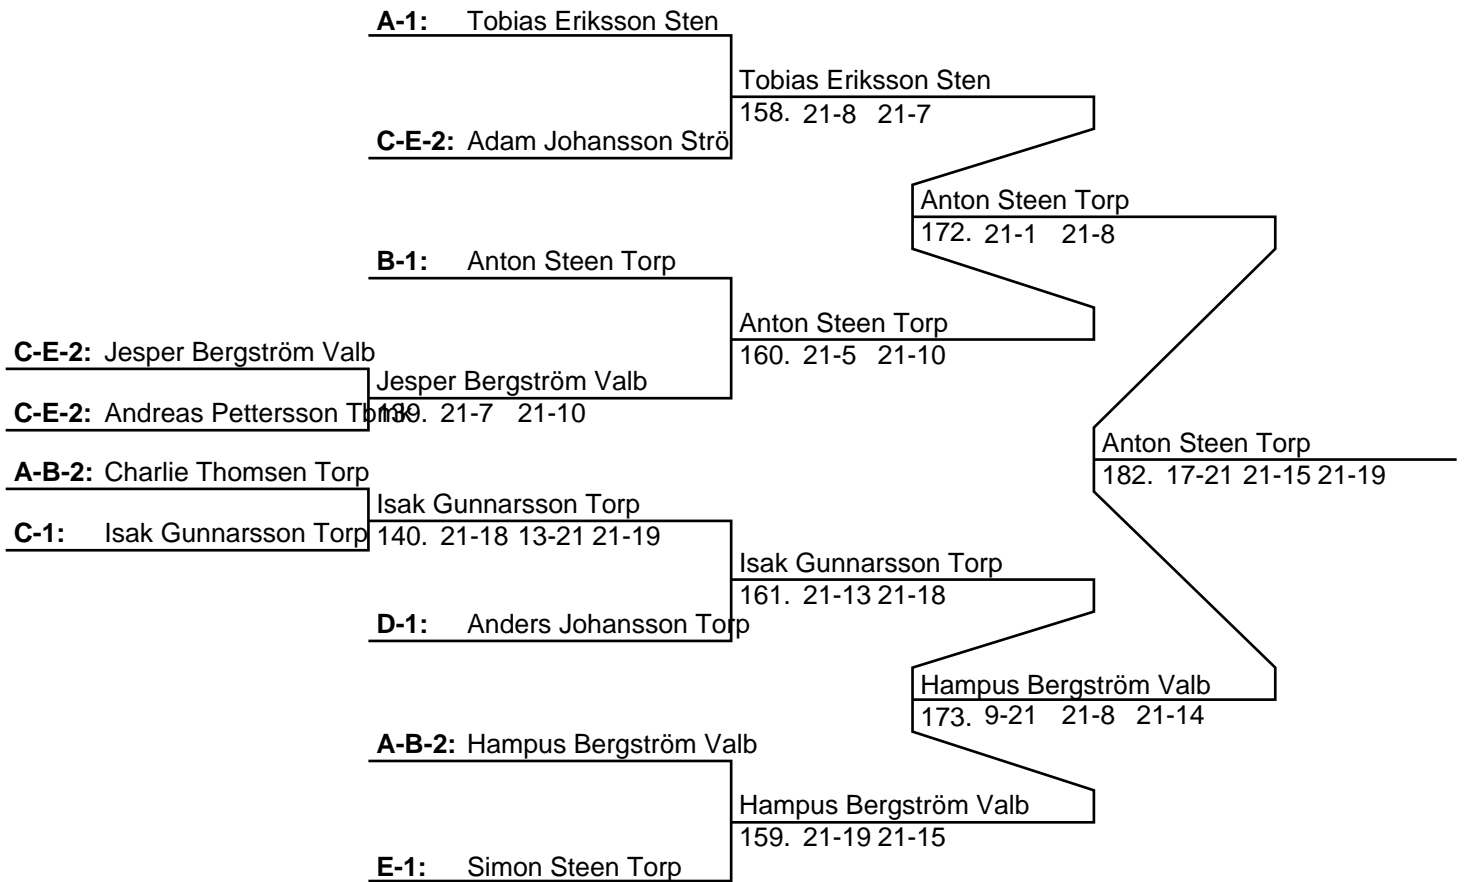 A-1: Tobias Eriksson Sten
Tobias Eriksson Sten
158. 21-8 21-7
C-E-2: Adam Johansson Strö
Anton Steen Torp
172. 21-1 21-8
B-1: Anton Steen Torp
Anton Steen Torp
160. 21-5 21-10
C-E-2: Jesper Bergström Valb
Jesper Bergström Valb
C-E-2: Andreas Pettersson Tbmk
139. 21-7 21-10
Anton Steen Torp
182. 17-21 21-15 21-19
A-B-2: Charlie Thomsen Torp
Isak Gunnarsson Torp
C-1: Isak Gunnarsson Torp
140. 21-18 13-21 21-19
Isak Gunnarsson Torp
161. 21-13 21-18
D-1: Anders Johansson Torp
Hampus Bergström Valb
173. 9-21 21-8 21-14
A-B-2: Hampus Bergström Valb
Hampus Bergström Valb
159. 21-19 21-15
E-1: Simon Steen Torp